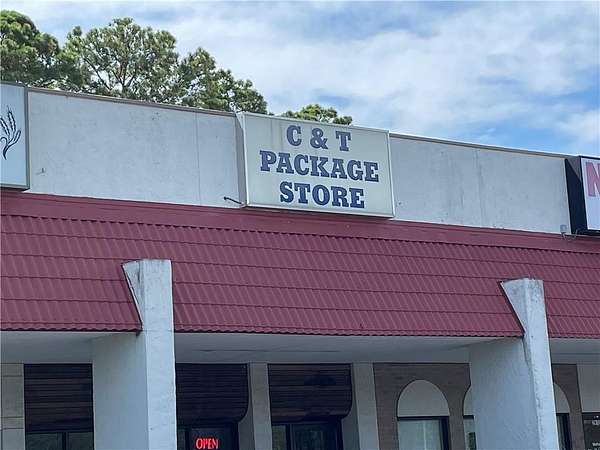 C & T
PACKAGE
STORE
N
OPEN